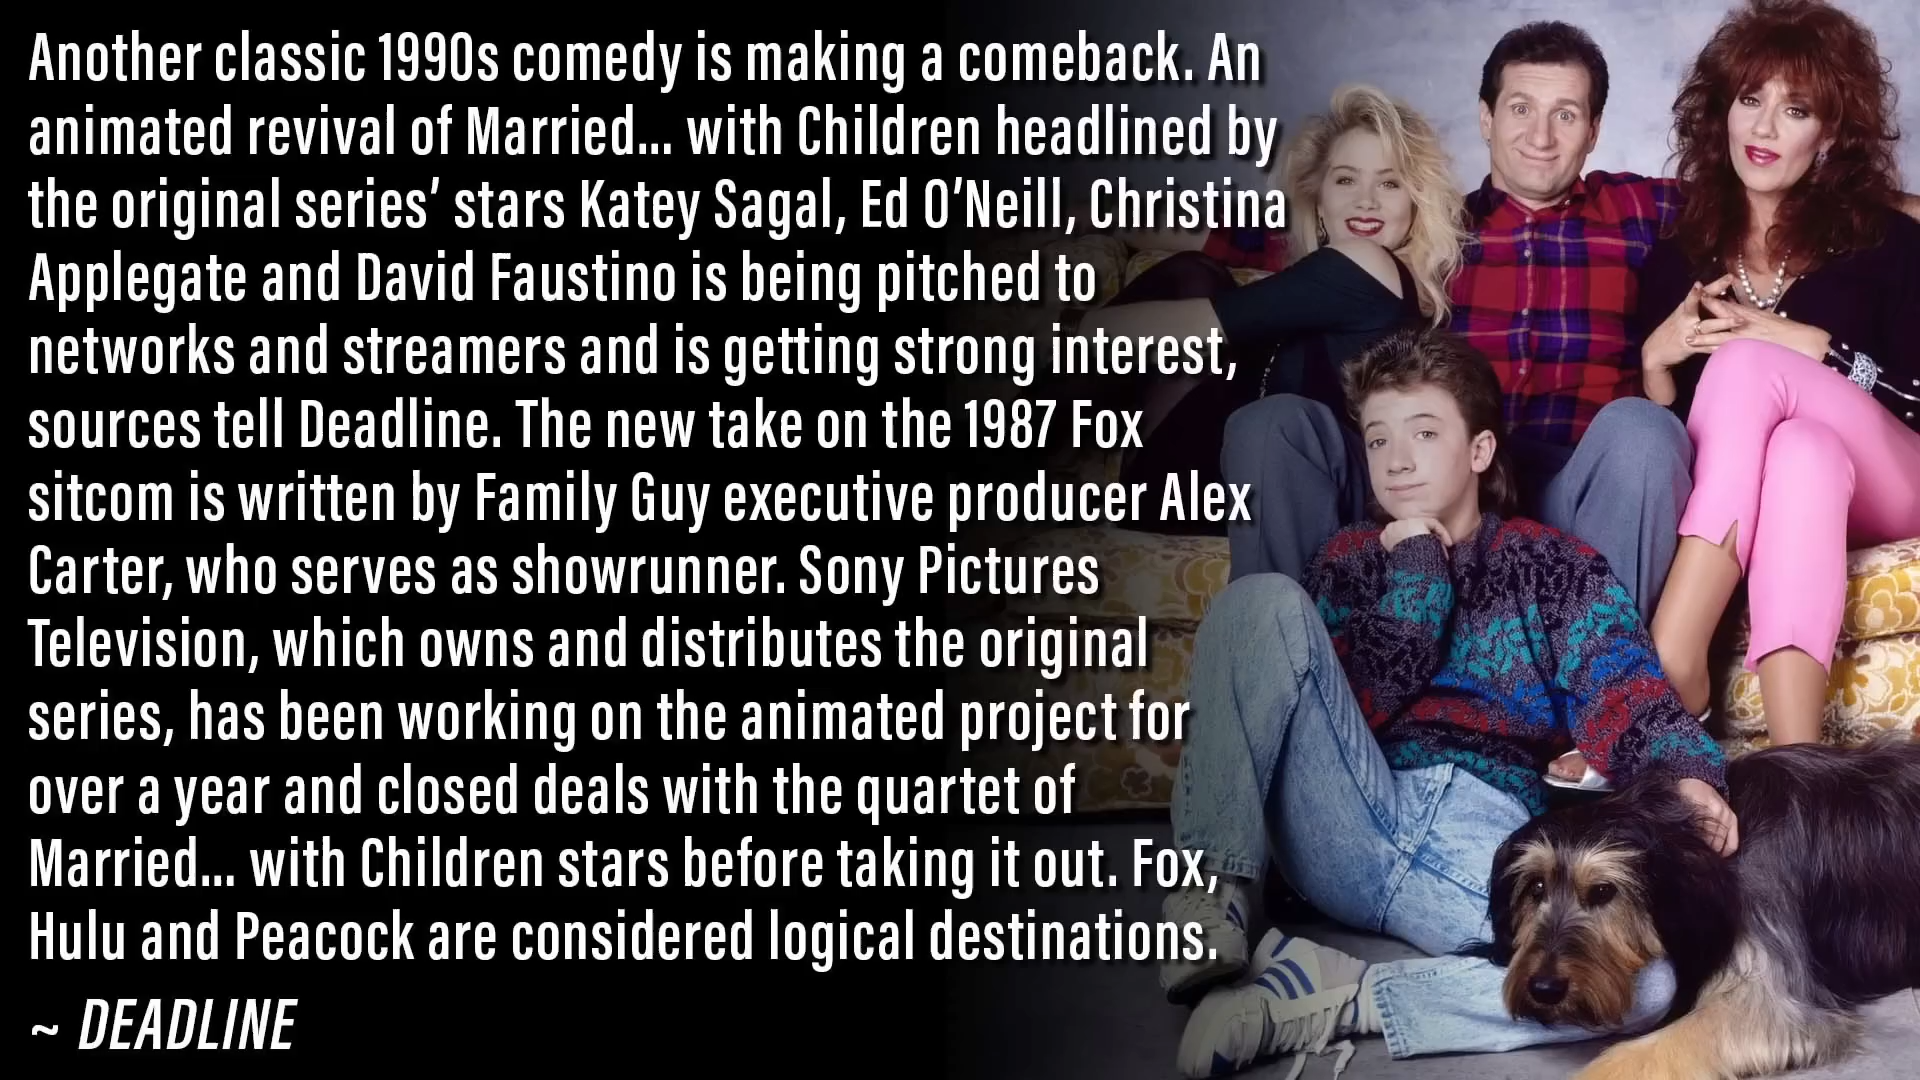 Another classic 1990s comedy is making a comeback. An
animated revival of Married... with Children headlined by
the original series’ stars Katey Sagal, Ed O’Neill, Christina
Applegate and David Faustino is being pitched to
networks and streamers and is getting strong interest,
sources tell Deadline. The new take on the 1987 Fox
sitcom is written by Family Guy executive producer Alex
Carter, who serves as showrunner. Sony Pictures
Television, which owns and distributes the original
series, has been working on the animated project for
over a year and closed deals with the quartet of
Married... with Children stars before taking it out. Fox,
Hulu and Peacock are considered logical destinations.
~ DEADLINE